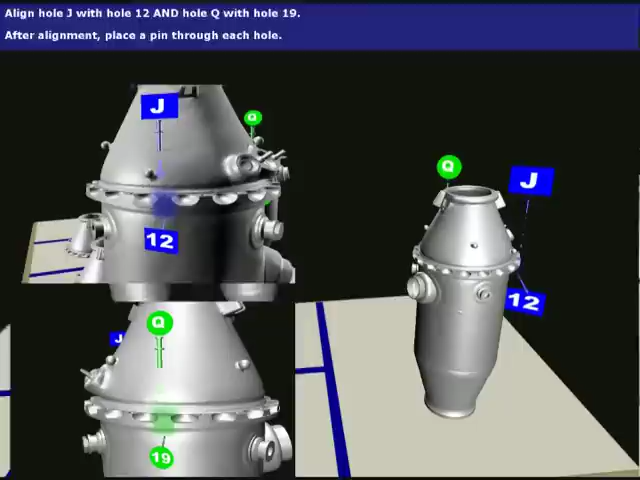 Align hole J with hole 12 AND hole Q with hole 19.
After alignment, place a pin through each hole.
J
Q
12
Q
J
12
J
Q
19